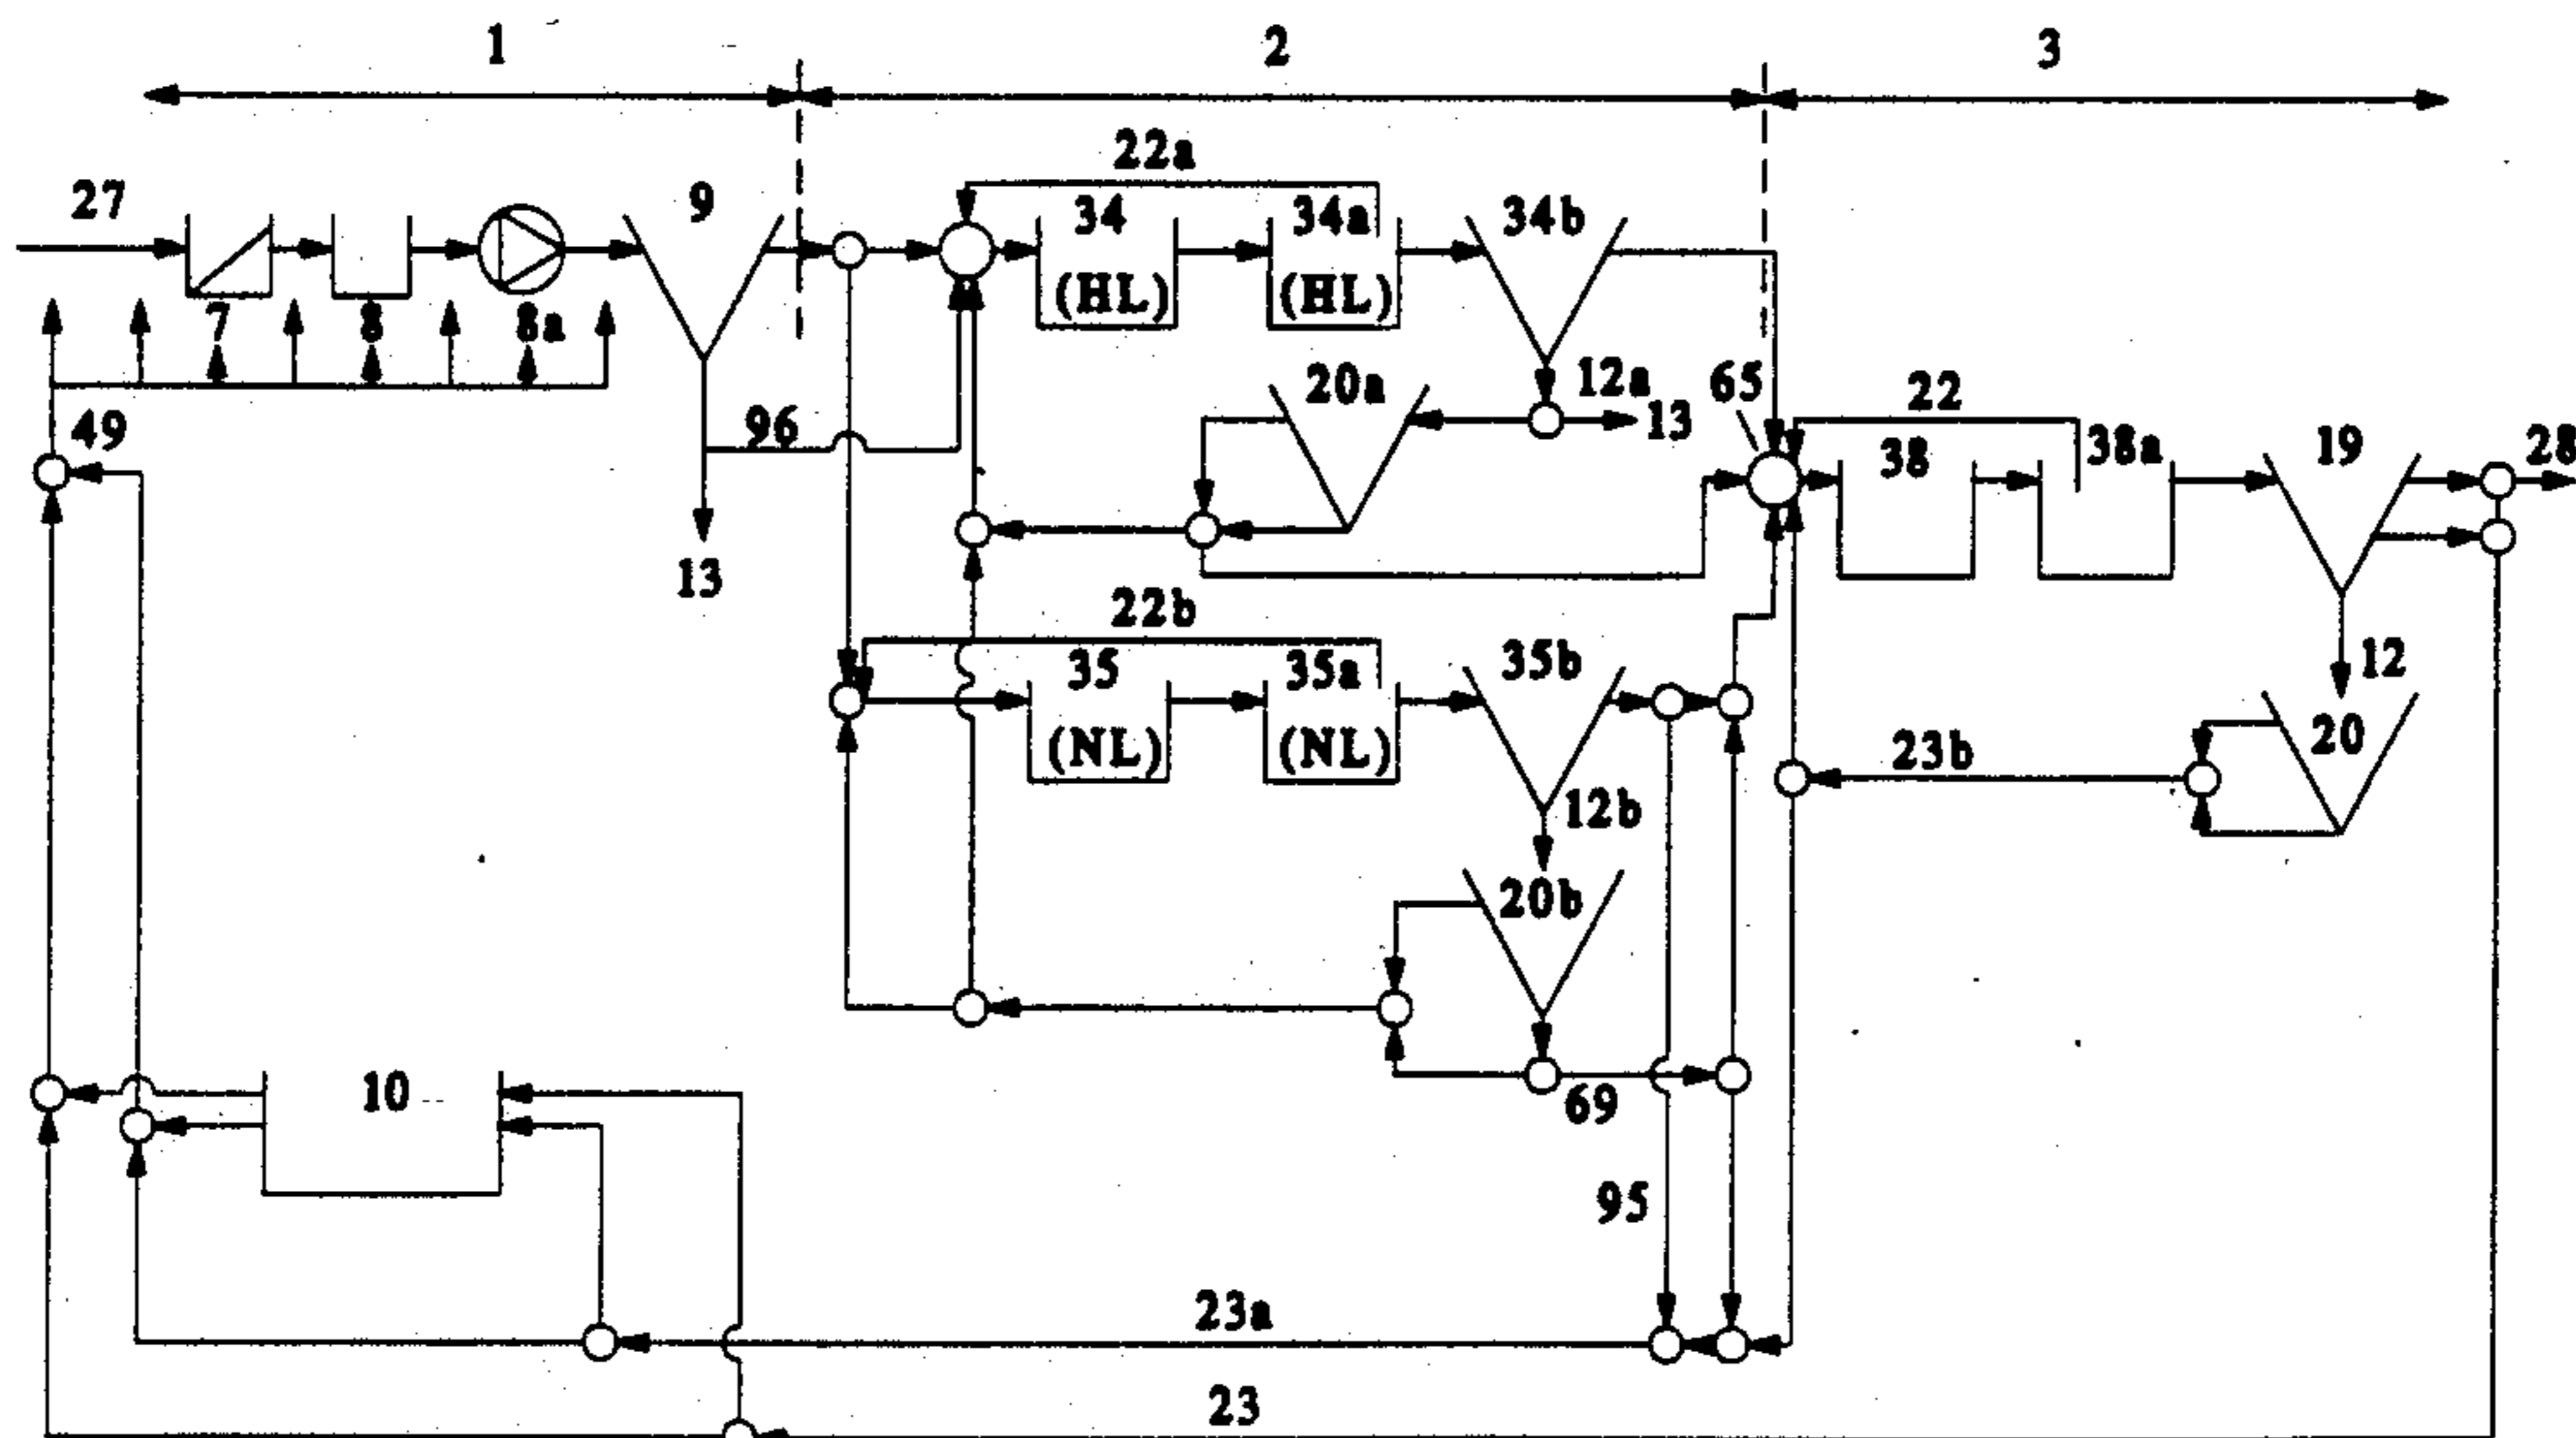 1 2 3
22a
27 9 34 34a 34b
(HL) (HL)
7 8 8a
20a 12a
65 22
13
49 96 38 38a 19 28
13
22b
35 35a 35b 12
(NL) (NL) 23b 20
12b
20b
10
69
95
23a
23